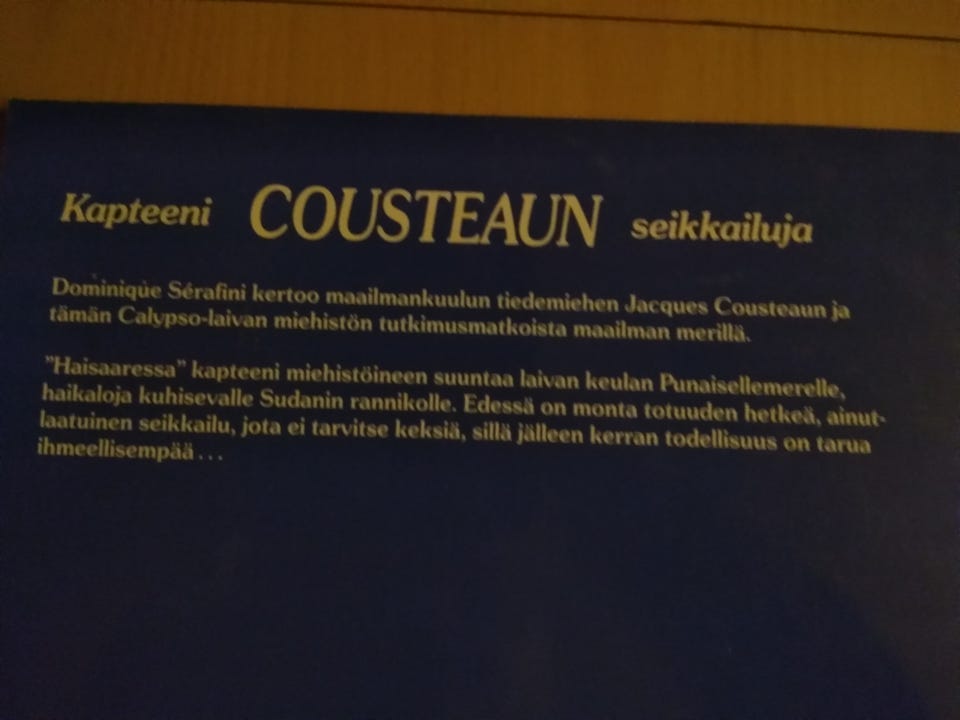 Kapteeni COUSTEAUN seikkailuja
Dominique Sérafini kertoo maailmankuulun tiedemiehen Jacques Cousteaun ja
tämän Calypso-laivan miehistön tutkimusmatkoista maailman merillä.
"Haisaaressa" kapteeni miehistöineen suuntaa laivan keulan Punaisellemerelle,
haikaloja kuhisevalle Sudanin rannikolle. Edessä on monta totuuden hetkeä, ainut-
laatuinen seikkailu, jota ei tarvitse keksiä, sillä jälleen kerran todellisuus on tarua
ihmeellisempää...